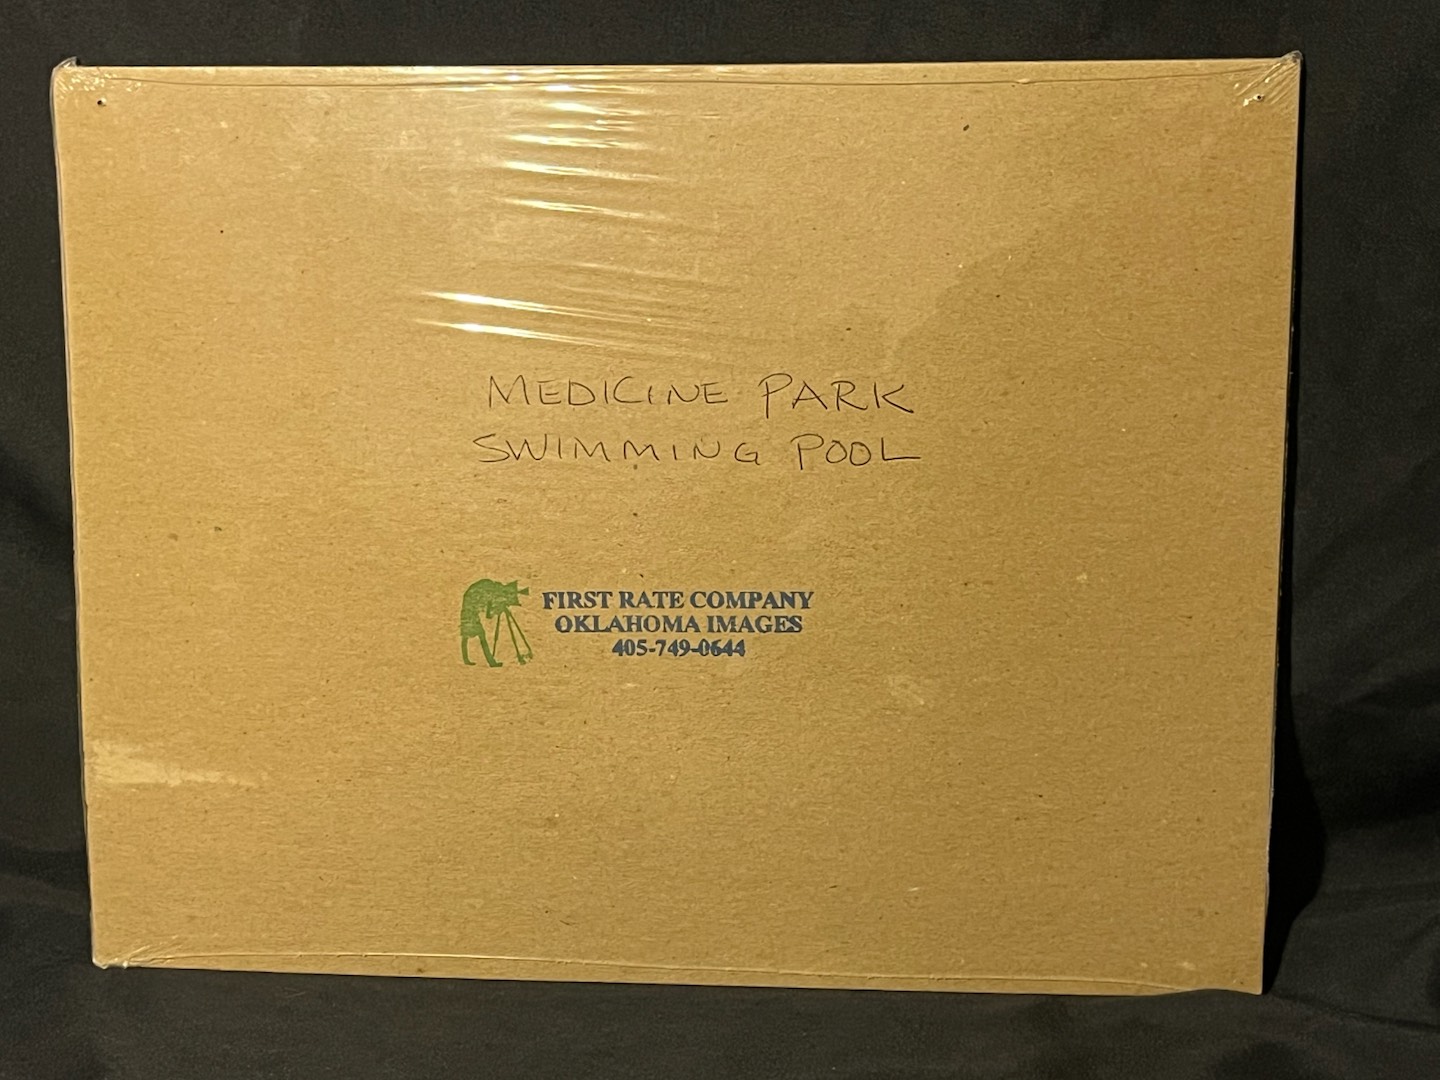 MEDICINE PARK
SWIMMING POOL
FIRST RATE COMPANY
OKLAHOMA IMAGES
405-749-0644